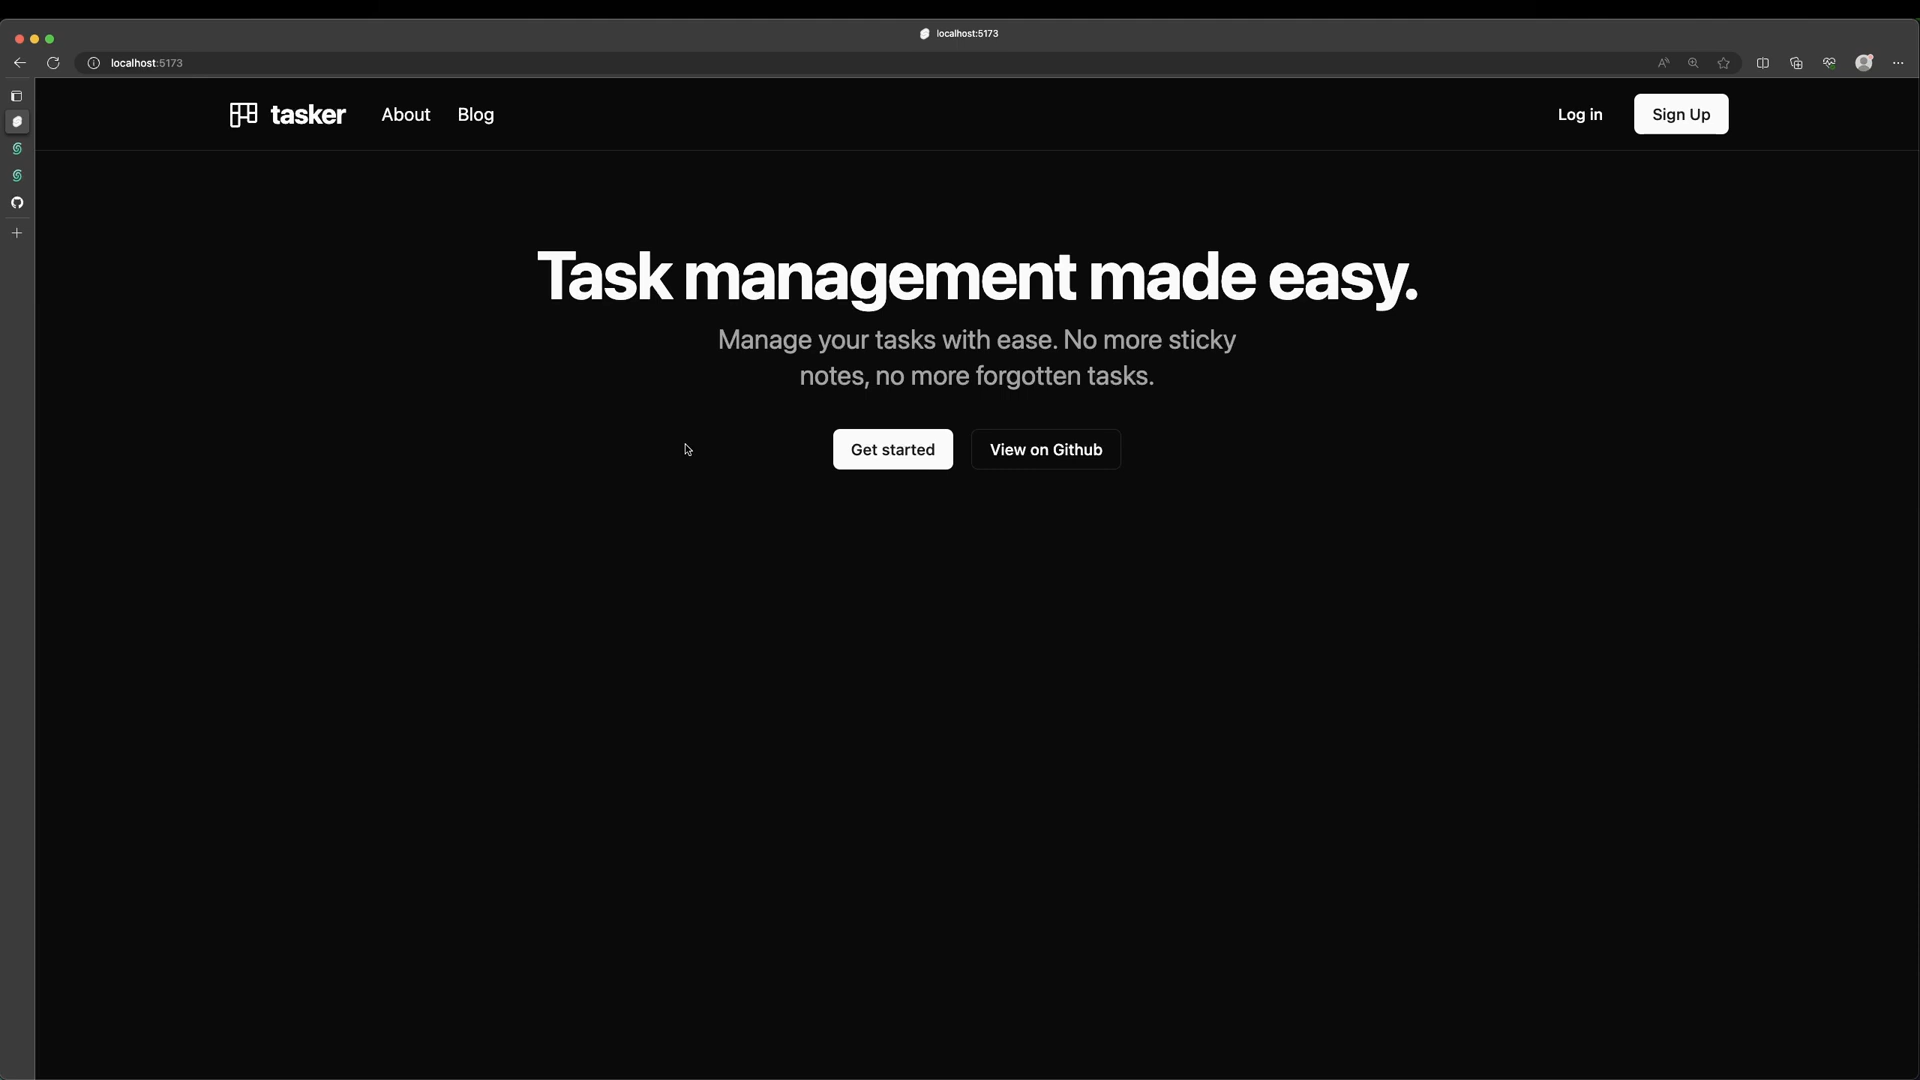 localhost:5173
localhost:5173
tasker About Blog Log in Sign Up
Task management made easy.
Manage your tasks with ease. No more sticky
notes, no more forgotten tasks.
Get started View on Github